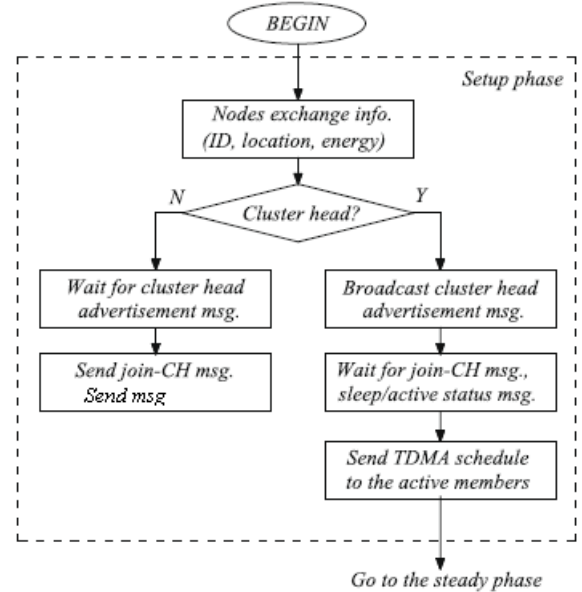 BEGIN
Setup phase
Nodes exchange info.
(ID, location, energy)
N
Y
Cluster head?
Wait for cluster head
advertisement msg.
Broadcast cluster head
advertisement msg.
Send join-CH msg.
Send msg
Wait for join-CH msg.,
sleep/active status msg.
Send TDMA schedule
to the active members
Go to the steady phase